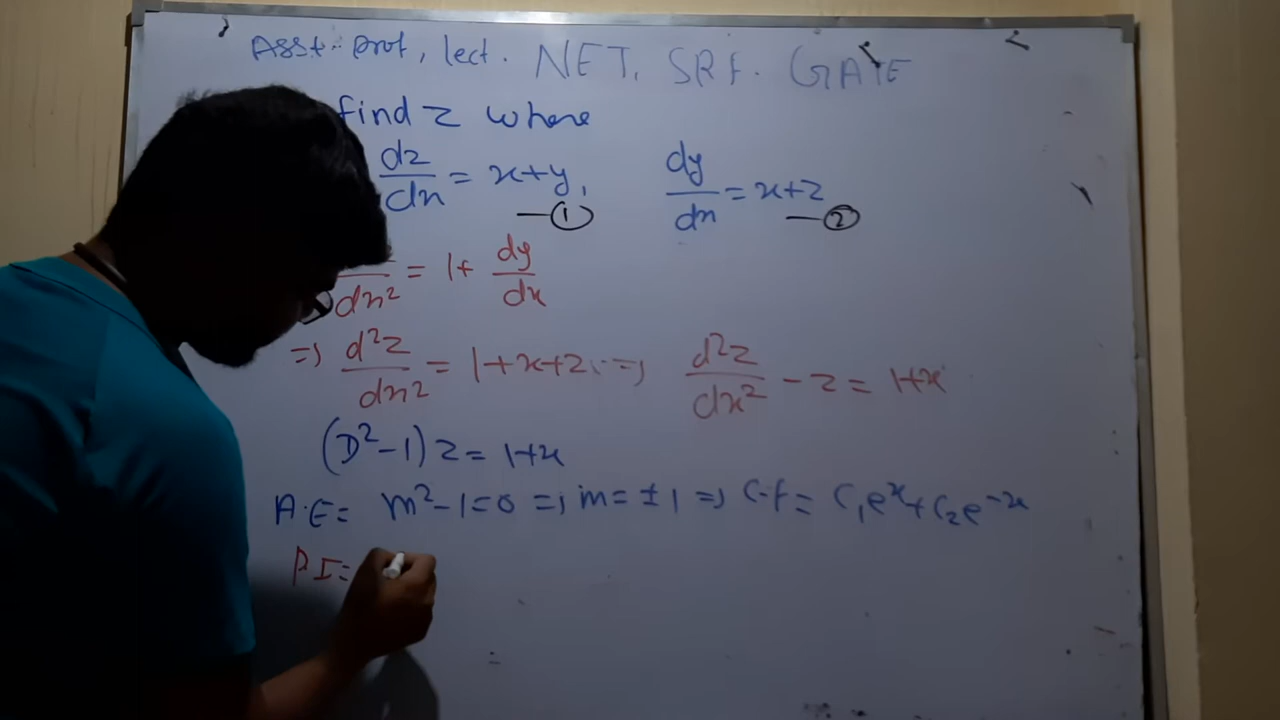 Asst. prof, lect. NET, SRF. GATE
find z where
dz/dx = x+y, —① dy/dx = x+z —②
/dx² = 1+ dy/dx
=> d²z/dx² = 1+x+z. => d²z/dx² - z = 1+x
(D²-1) z = 1+x
A.E = m²-1=0 => m = ±1 => C.F = C₁eˣ+C₂e⁻ˣ
PI =